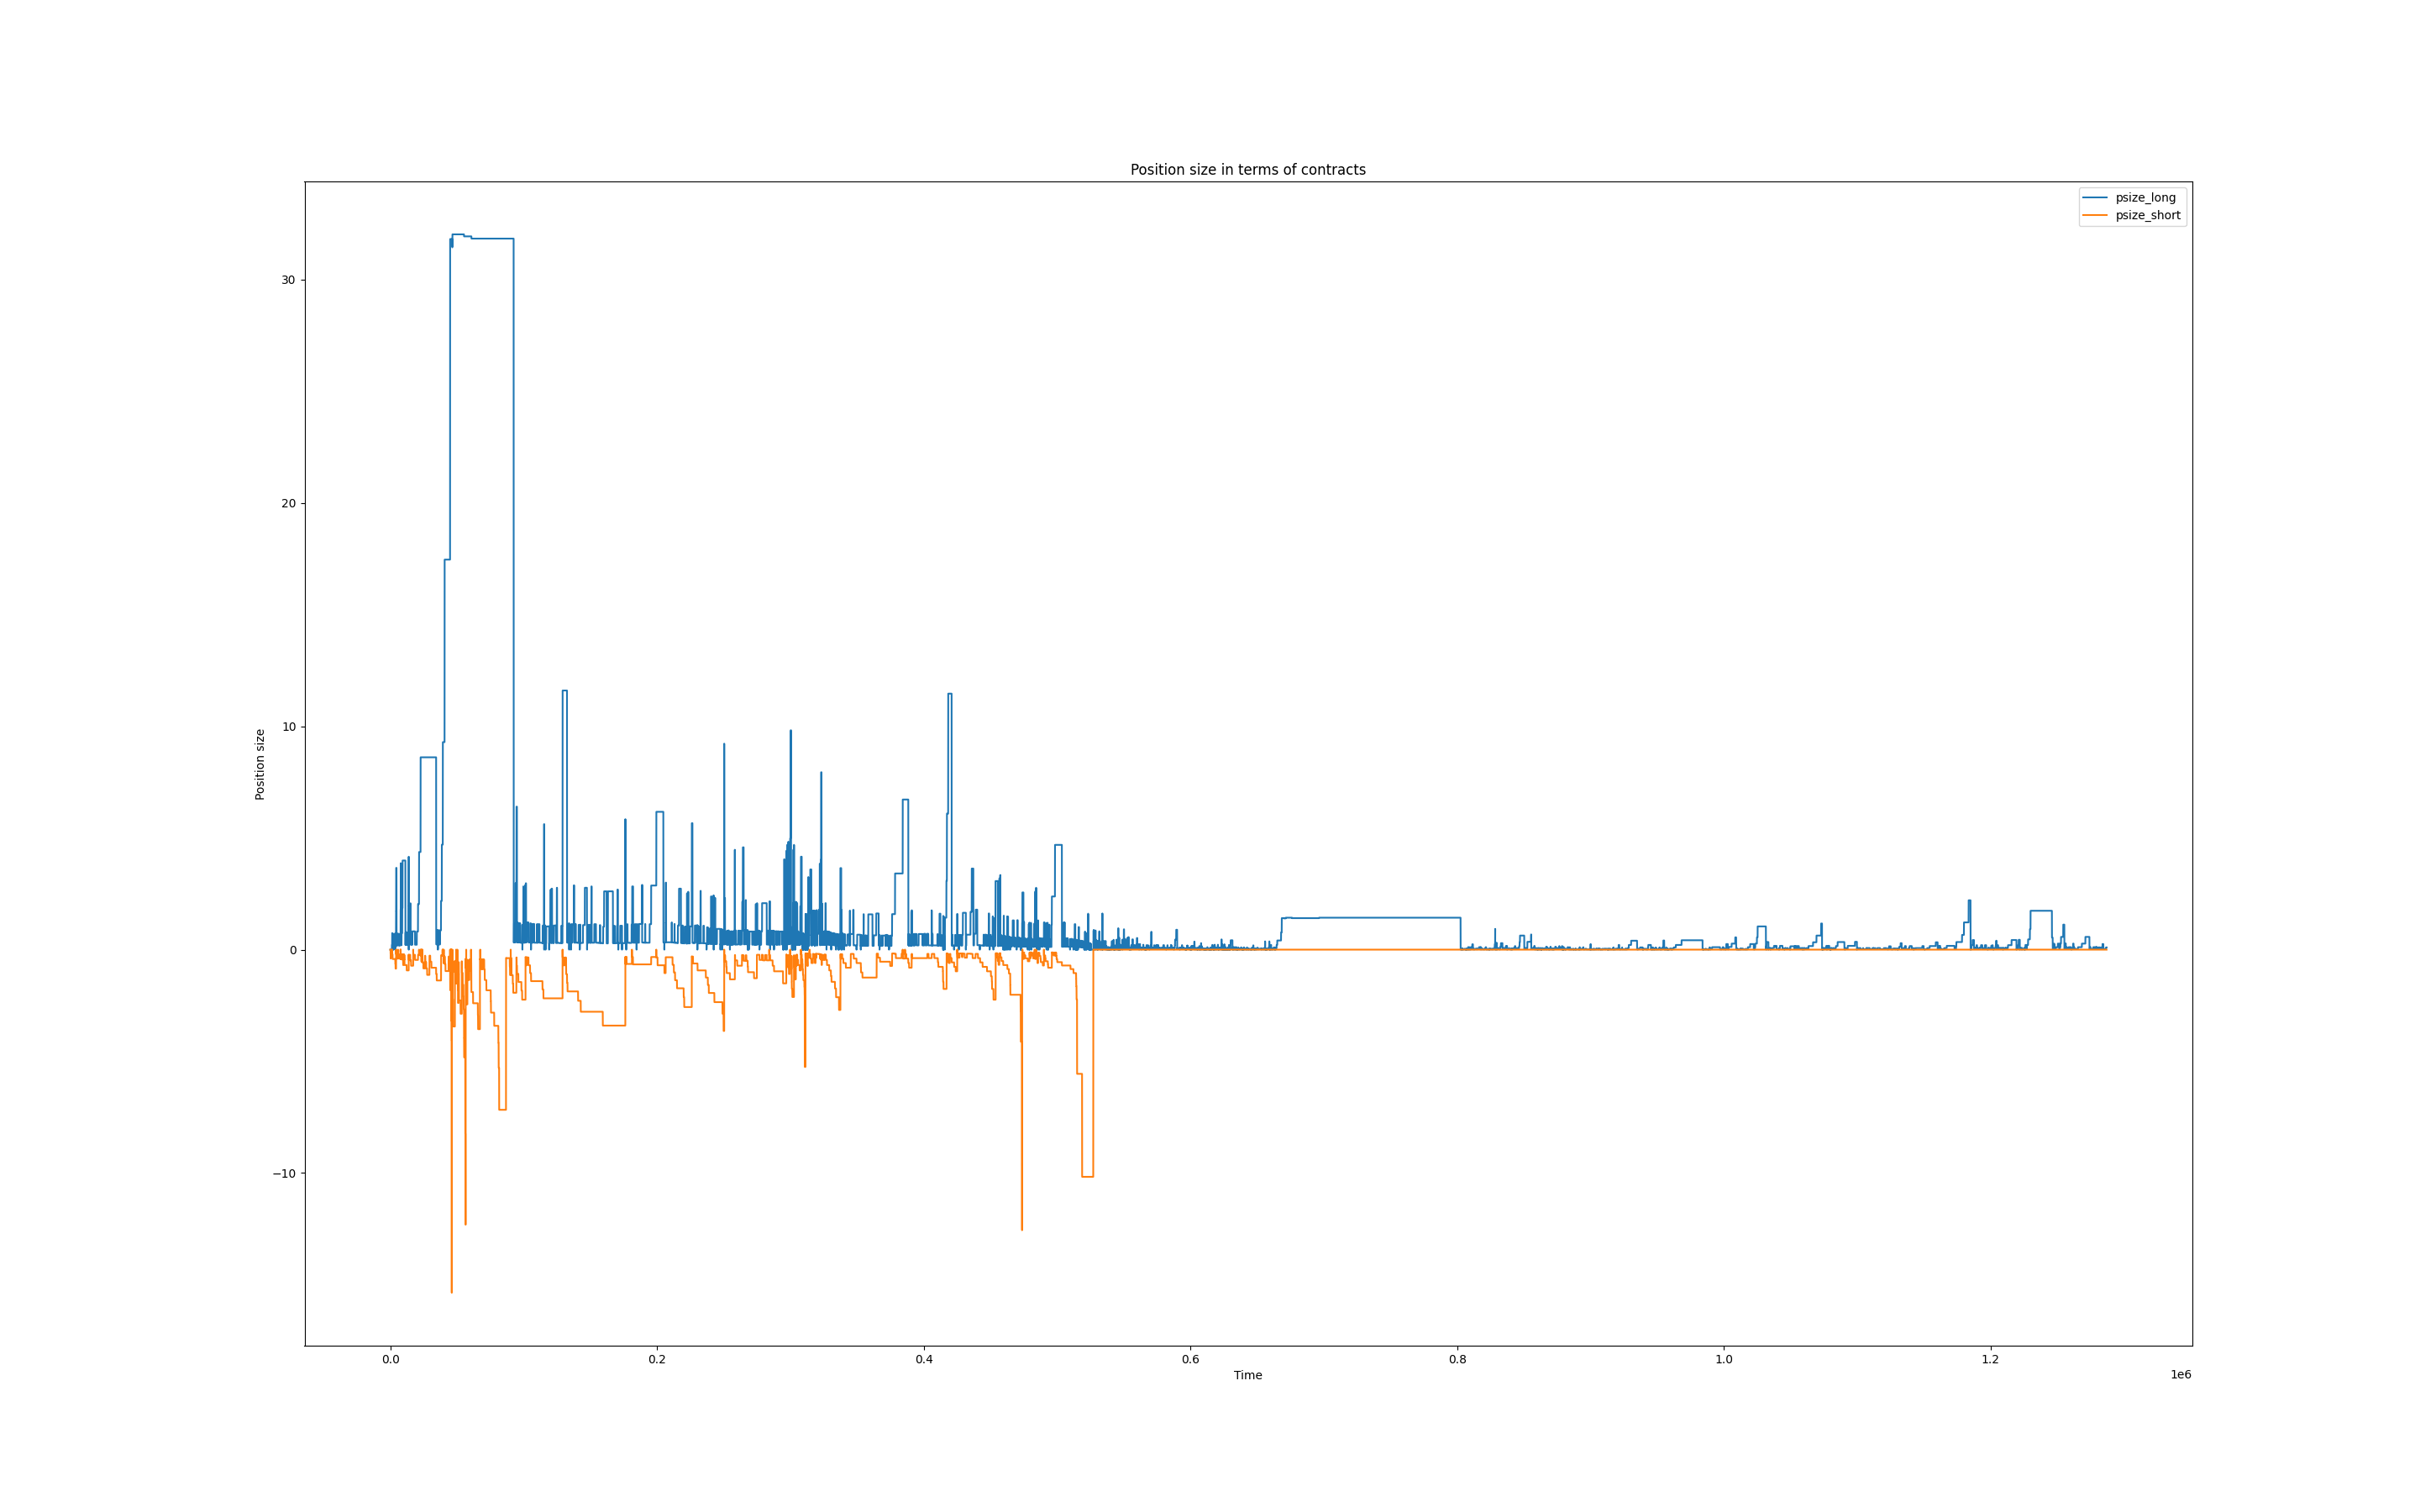 Position size in terms of contracts
psize_long
psize_short
Position size
30
20
10
0
−10
0.0
0.2
0.4
0.6
0.8
1.0
1.2
Time
1e6